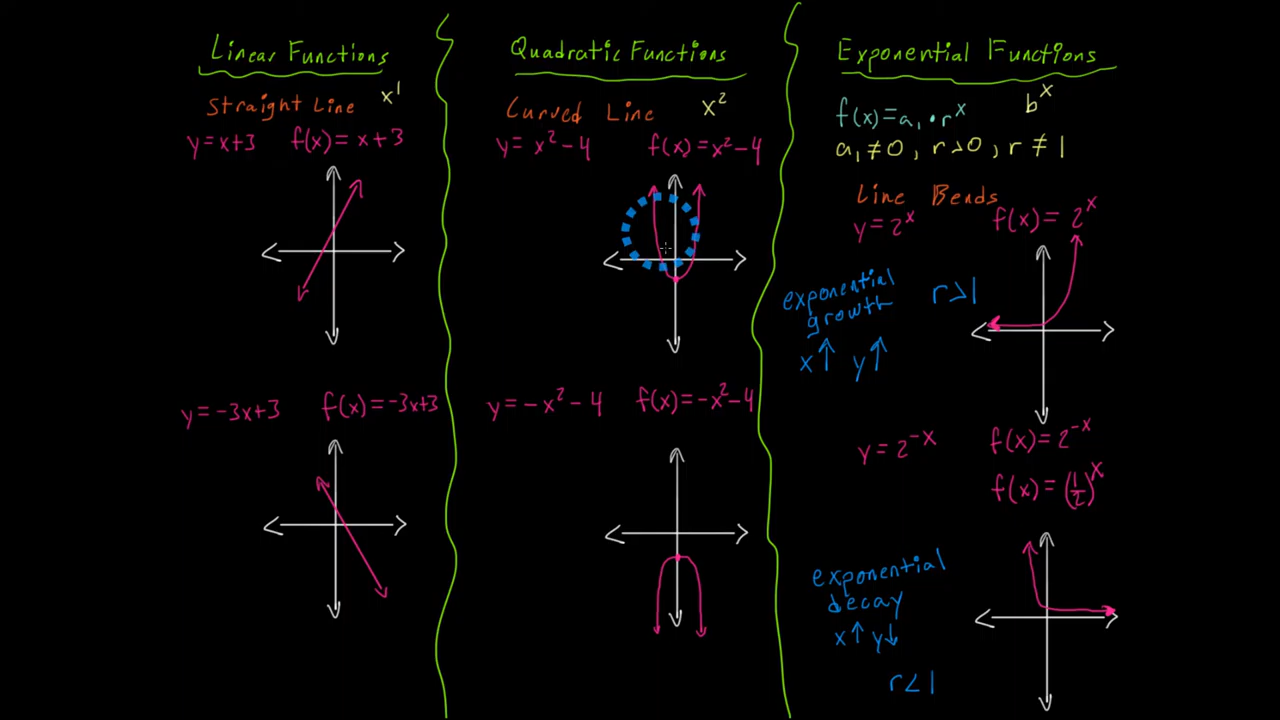 Linear Functions
Straight Line x¹
y=x+3 f(x)=x+3
y=-3x+3 f(x)=-3x+3
Quadratic Functions
Curved Line x²
y=x²-4 f(x)=x²-4
y=-x²-4 f(x)=-x²-4
Exponential Functions
f(x)=a₁·rˣ bˣ
a₁≠0, r>0, r≠1
Line Bends
y=2ˣ f(x)=2ˣ
exponential r>1
growth
x↑ y↑
y=2⁻ˣ f(x)=2⁻ˣ
f(x)=(1/2)ˣ
exponential
decay
x↑ y↓
r<1